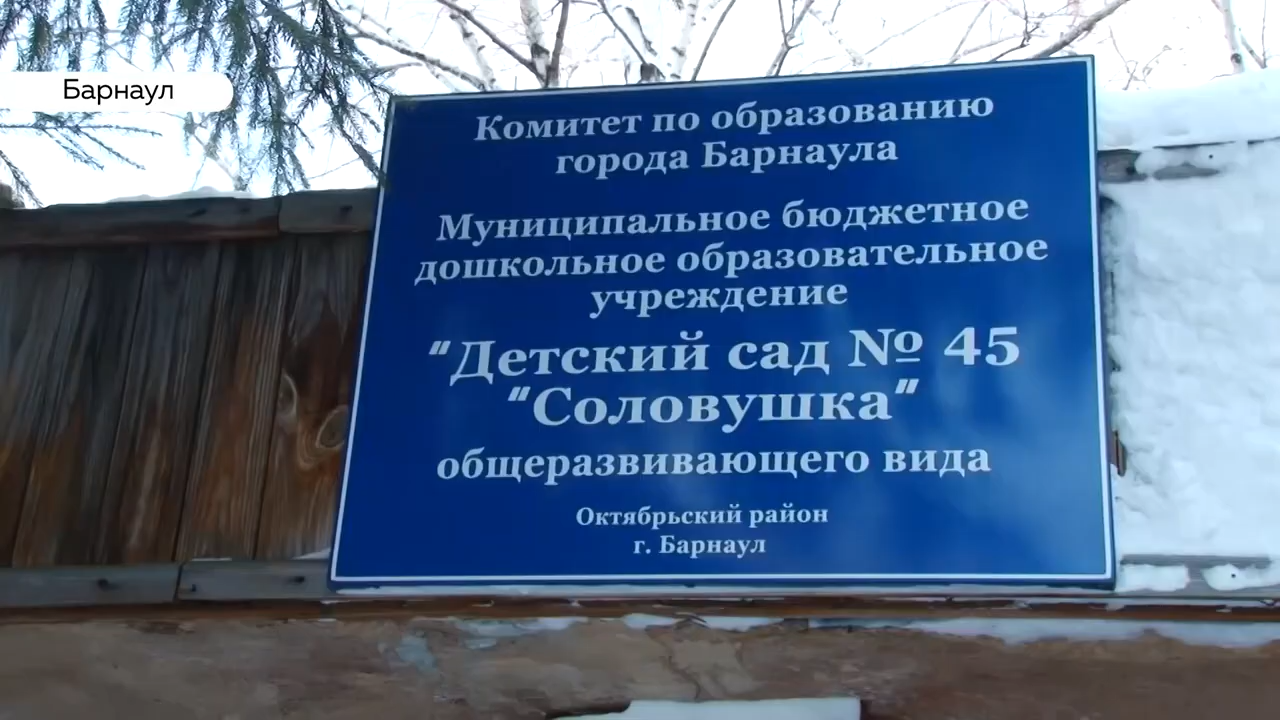 Барнаул
Комитет по образованию
города Барнаула
Муниципальное бюджетное
дошкольное образовательное
учреждение
"Детский сад № 45
"Соловушка"
общеразвивающего вида
Октябрьский район
г. Барнаул